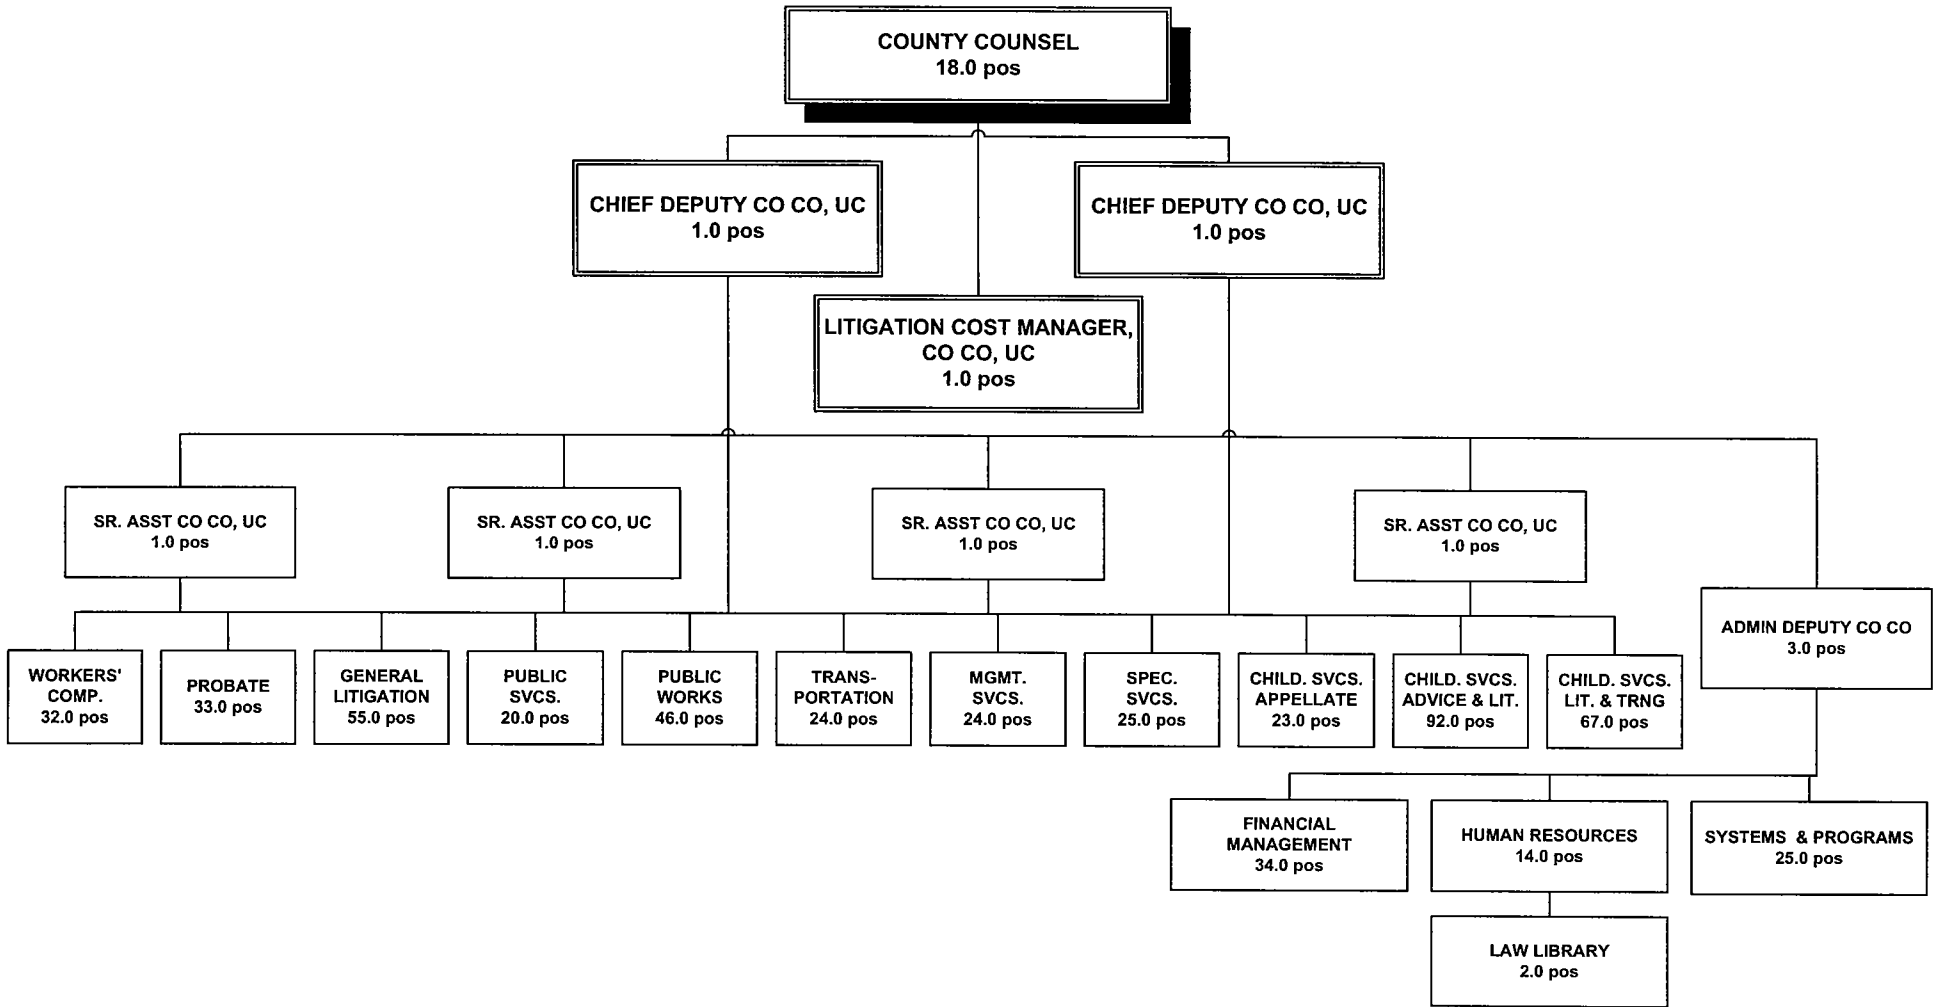 COUNTY COUNSEL
18.0 pos
CHIEF DEPUTY CO CO, UC
1.0 pos
CHIEF DEPUTY CO CO, UC
1.0 pos
LITIGATION COST MANAGER,
CO CO, UC
1.0 pos
SR. ASST CO CO, UC
1.0 pos
SR. ASST CO CO, UC
1.0 pos
SR. ASST CO CO, UC
1.0 pos
SR. ASST CO CO, UC
1.0 pos
ADMIN DEPUTY CO CO
3.0 pos
WORKERS'
COMP.
32.0 pos
PROBATE
33.0 pos
GENERAL
LITIGATION
55.0 pos
PUBLIC
SVCS.
20.0 pos
PUBLIC
WORKS
46.0 pos
TRANS-
PORTATION
24.0 pos
MGMT.
SVCS.
24.0 pos
SPEC.
SVCS.
25.0 pos
CHILD. SVCS.
APPELLATE
23.0 pos
CHILD. SVCS.
ADVICE & LIT.
92.0 pos
CHILD. SVCS.
LIT. & TRNG
67.0 pos
FINANCIAL
MANAGEMENT
34.0 pos
HUMAN RESOURCES
14.0 pos
SYSTEMS & PROGRAMS
25.0 pos
LAW LIBRARY
2.0 pos